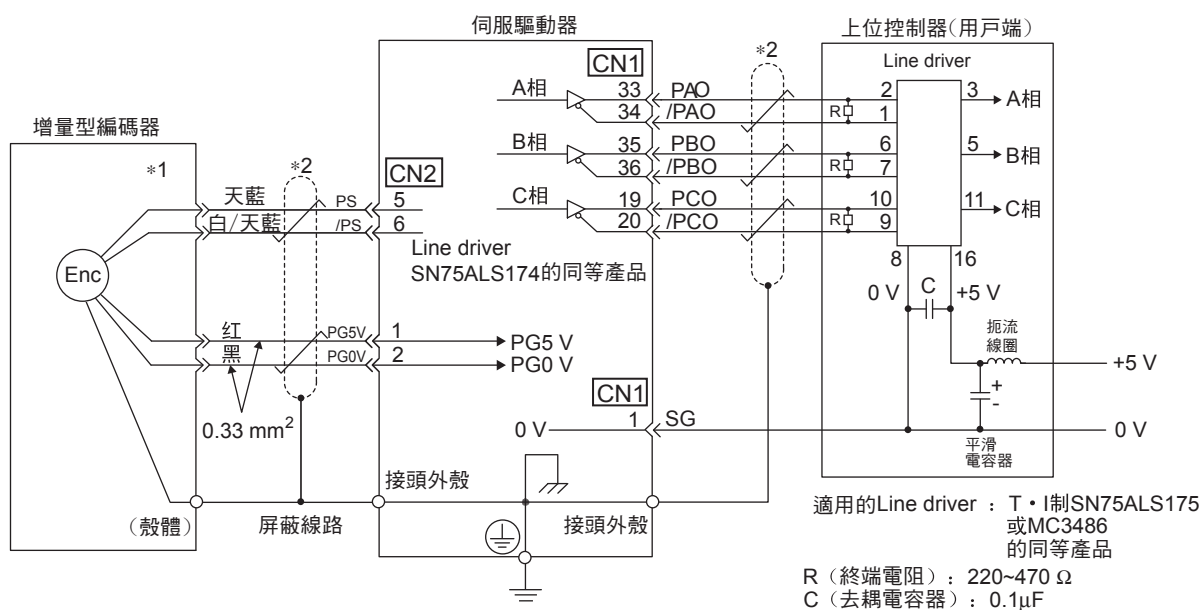 伺服驅動器
上位控制器(用戶端)
增量型編碼器
*1
*2
CN2
天藍
PS
5
白/天藍
/PS
6
Enc
红
PG5V
1
PG5 V
黑
PG0V
2
PG0 V
0.33 mm²
Line driver
SN75ALS174的同等產品
CN1
*2
Line driver
A相
33
PAO
2
3
A相
34
/PAO
R
1
B相
35
PBO
6
5
B相
36
/PBO
R
7
C相
19
PCO
10
11
C相
20
/PCO
R
9
8
16
0 V
C
+5 V
扼流
線圈
+5 V
+
-
CN1
0 V
1
SG
0 V
平滑
電容器
接頭外殼
(殼體)
屏蔽線路
接頭外殼
適用的Line driver : T・I制SN75ALS175
或MC3486
的同等產品
R(終端電阻):220~470 Ω
C(去耦電容器):0.1µF